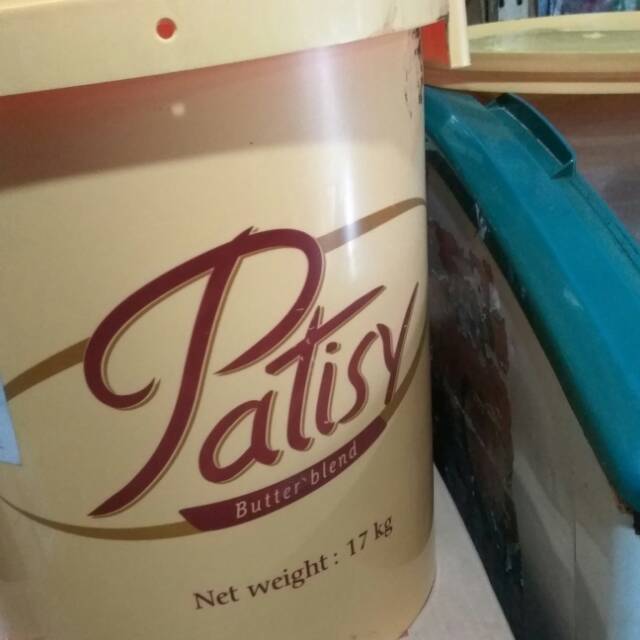 Patisy
Butter blend
Net weight : 17 kg